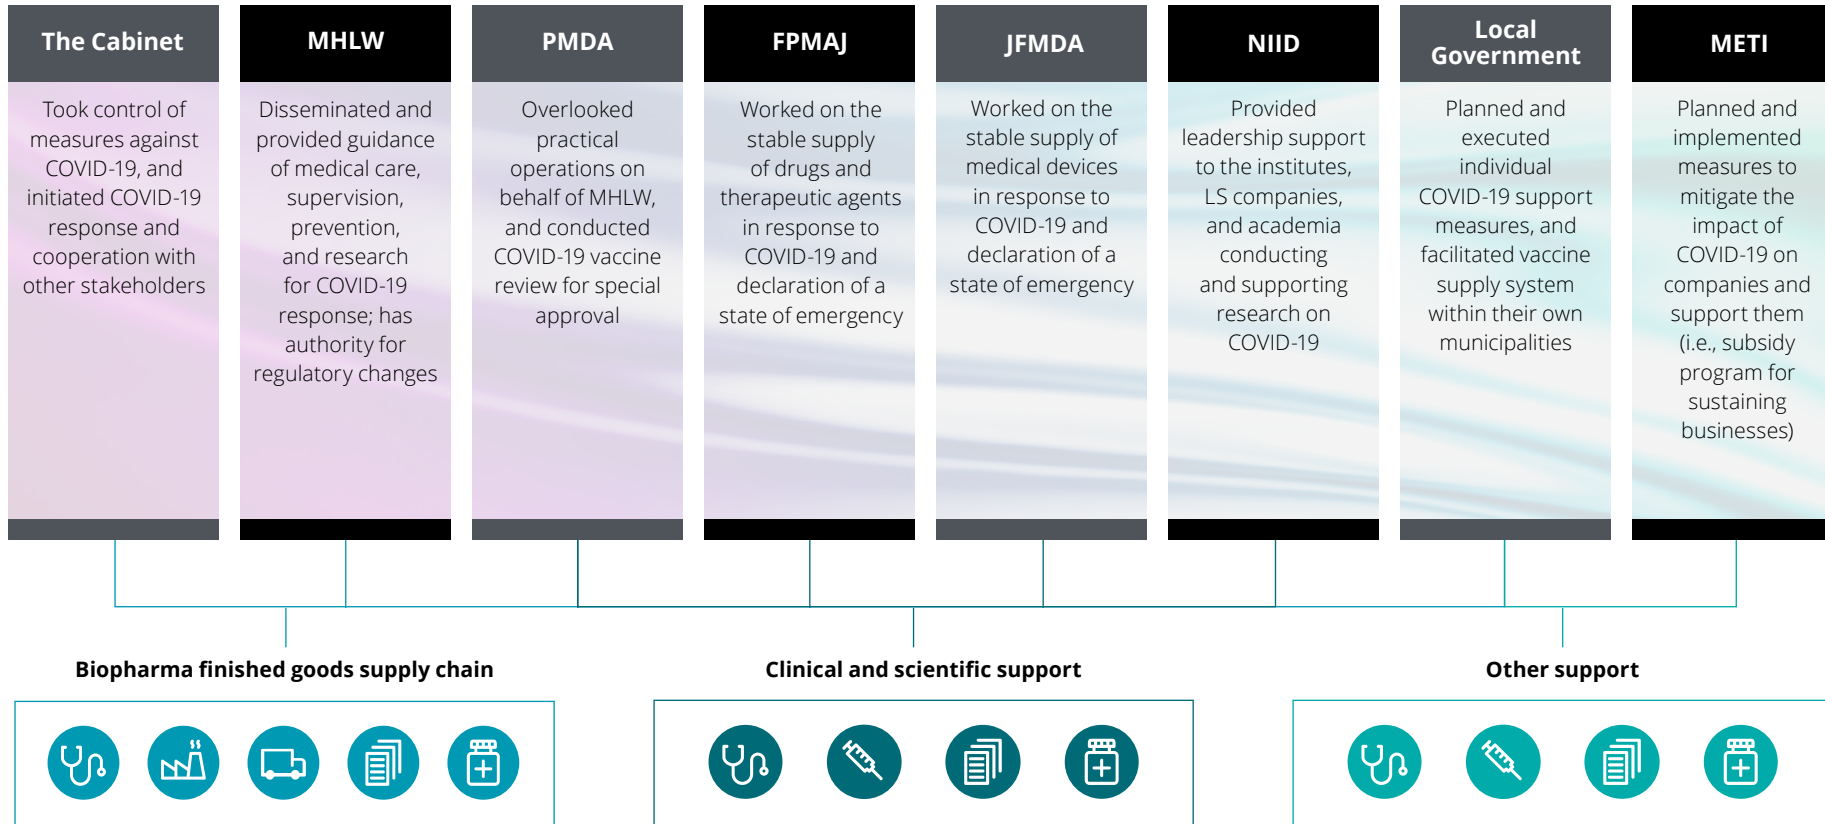 The Cabinet
Took control of
measures against
COVID-19, and
initiated COVID-19
response and
cooperation with
other stakeholders
MHLW
Disseminated and
provided guidance
of medical care,
supervision,
prevention,
and research
for COVID-19
response; has
authority for
regulatory changes
PMDA
Overlooked
practical
operations on
behalf of MHLW,
and conducted
COVID-19 vaccine
review for special
approval
FPMAJ
Worked on the
stable supply
of drugs and
therapeutic agents
in response to
COVID-19 and
declaration of a
state of emergency
JFMDA
Worked on the
stable supply of
medical devices
in response to
COVID-19 and
declaration of a
state of emergency
NIID
Provided
leadership support
to the institutes,
LS companies,
and academia
conducting
and supporting
research on
COVID-19
Local
Government
Planned and
executed
individual
COVID-19 support
measures, and
facilitated vaccine
supply system
within their own
municipalities
METI
Planned and
implemented
measures to
mitigate the
impact of
COVID-19 on
companies and
support them
(i.e., subsidy
program for
sustaining
businesses)
Biopharma finished goods supply chain
Clinical and scientific support
Other support